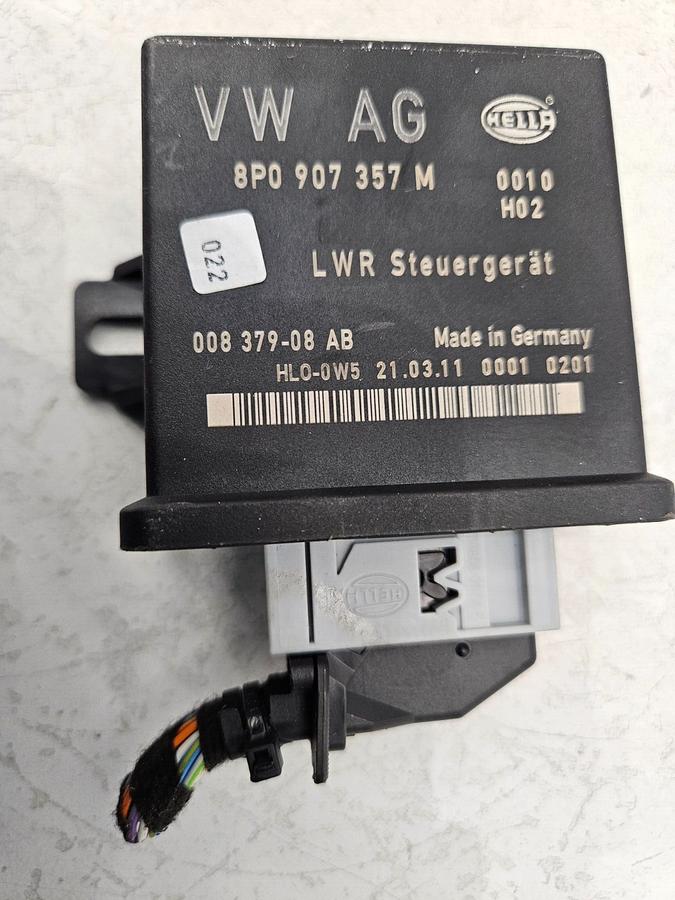 VW AG
HELLA
8P0 907 357 M
0010
H02
022
LWR Steuergerät
008 379-08 AB
Made in Germany
HLO-0W5 21.03.11 0001 0201
HELLA